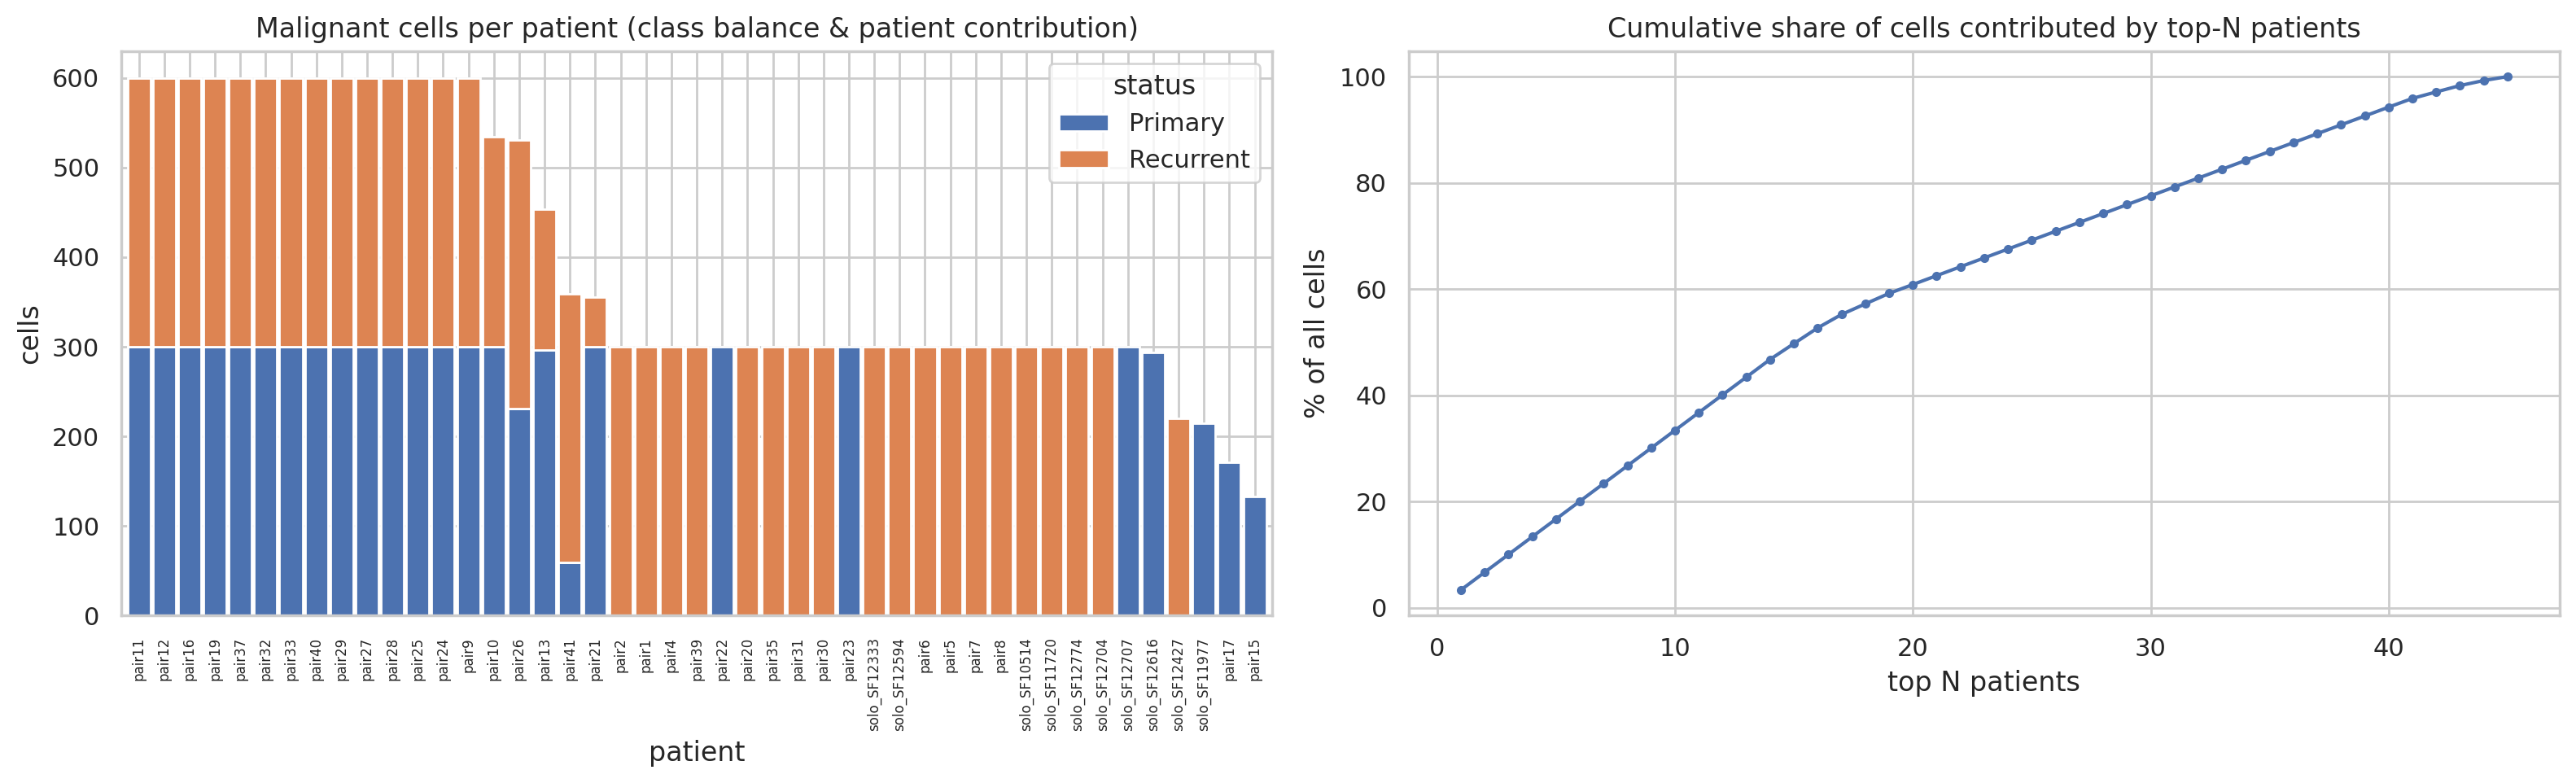 Malignant cells per patient (class balance & patient contribution)
cells
600
500
400
300
200
100
0
status
Primary
Recurrent
pair11
pair12
pair16
pair19
pair37
pair32
pair33
pair40
pair29
pair27
pair28
pair25
pair24
pair9
pair10
pair26
pair13
pair41
pair21
pair2
pair1
pair4
pair39
pair22
pair20
pair35
pair31
pair30
pair23
solo_SF12333
solo_SF12594
pair6
pair5
pair7
pair8
solo_SF10514
solo_SF11720
solo_SF12774
solo_SF12704
solo_SF12707
solo_SF12616
solo_SF12427
solo_SF11977
pair17
pair15
patient
Cumulative share of cells contributed by top-N patients
% of all cells
100
80
60
40
20
0
0
10
20
30
40
top N patients